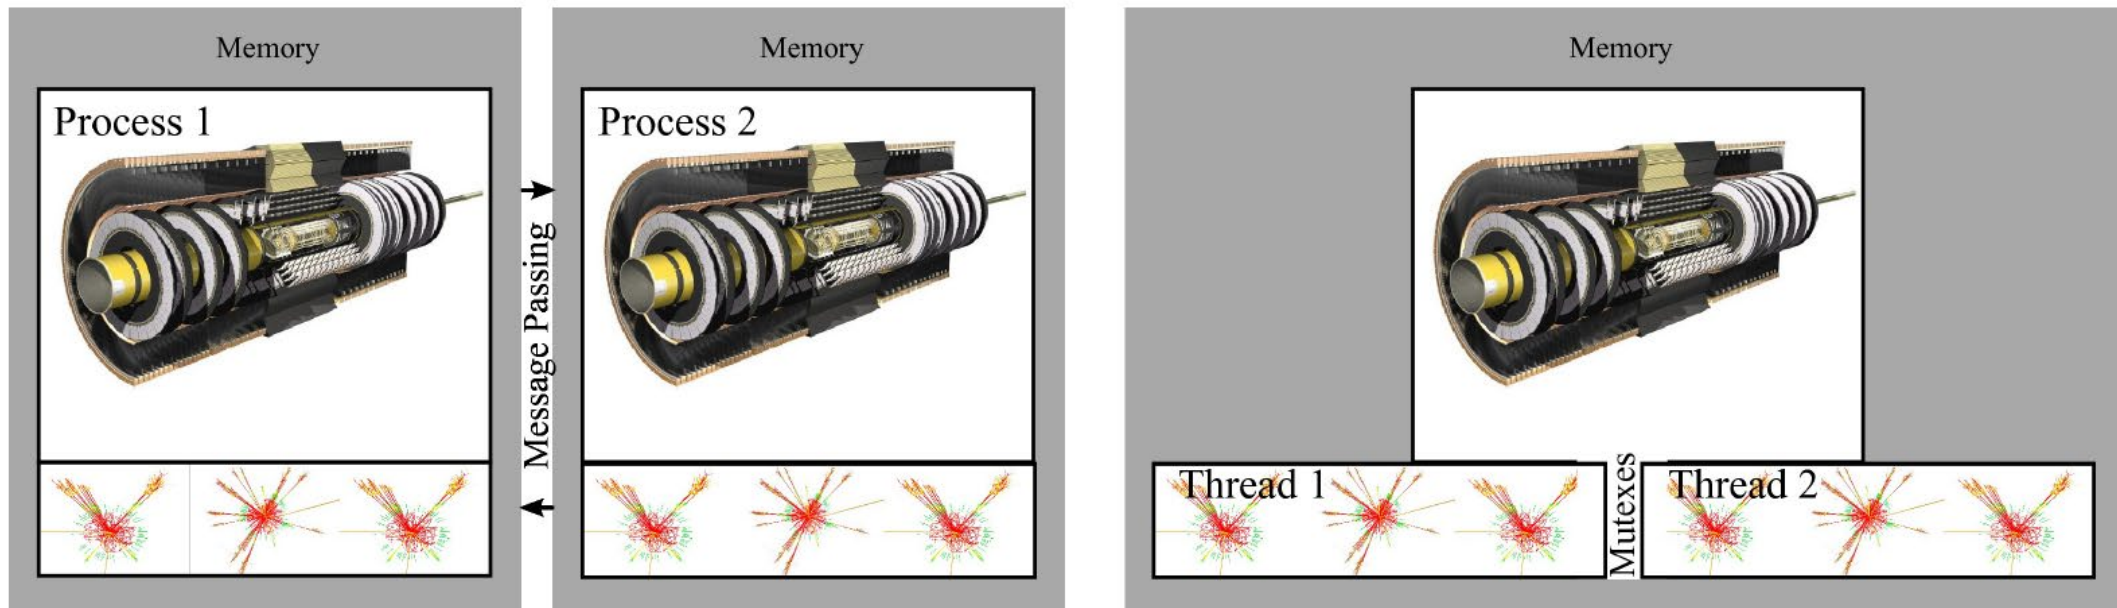 Memory
Process 1
Message Passing
Memory
Process 2
Memory
Thread 1
Mutexes
Thread 2